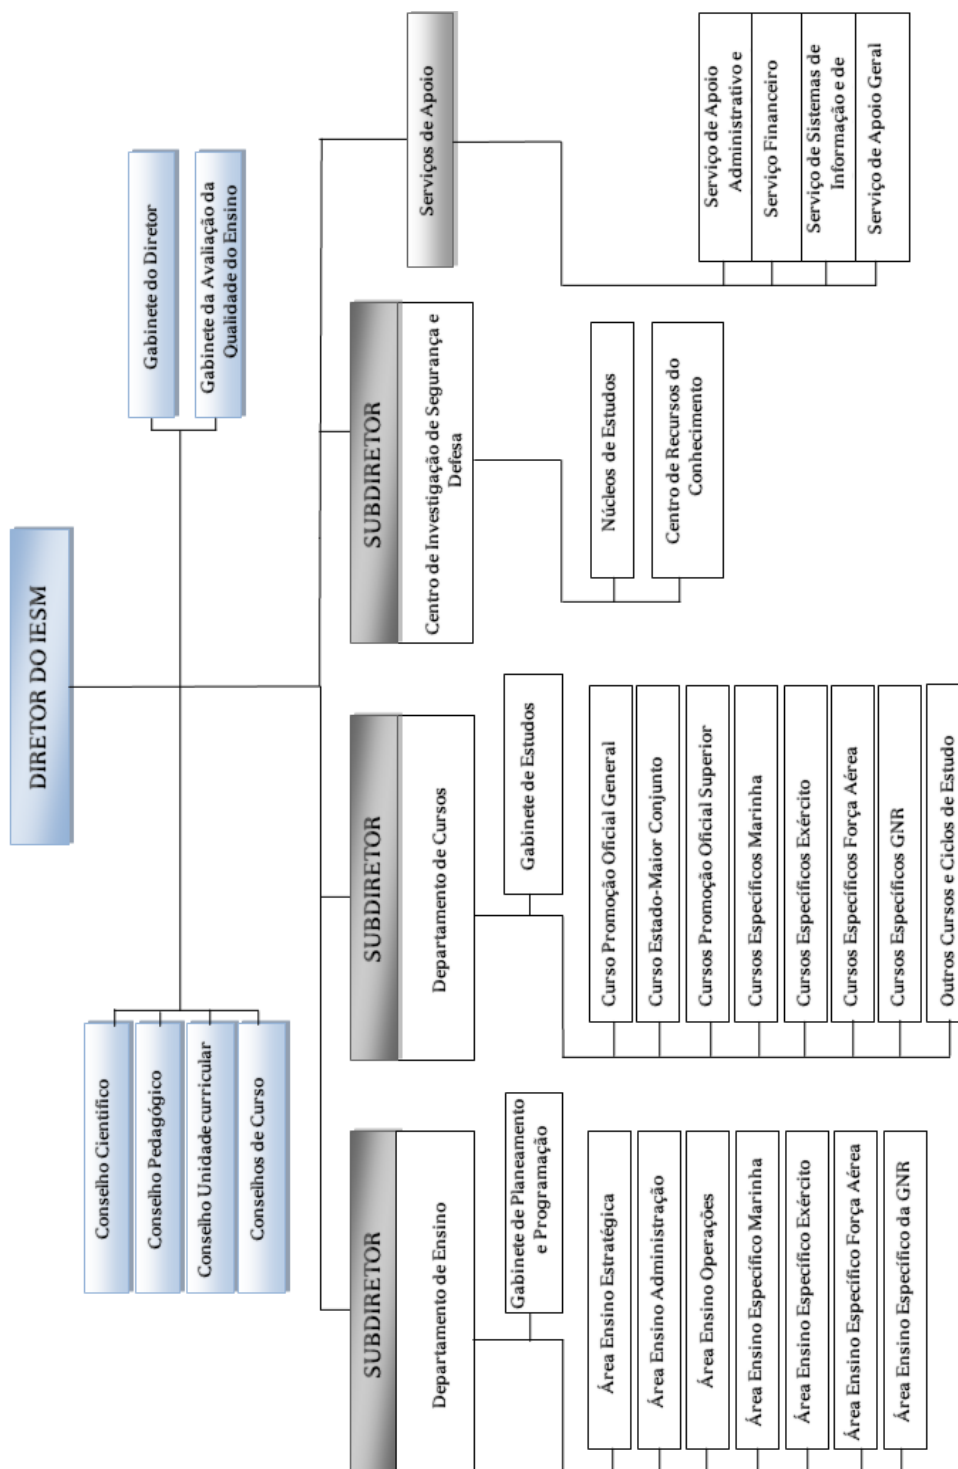 DIRETOR DO IESM
Conselho Científico
Conselho Pedagógico
Conselho Unidade curricular
Conselhos de Curso
Gabinete do Diretor
Gabinete da Avaliação da
Qualidade do Ensino
SUBDIRETOR
Departamento de Ensino
Gabinete de Planeamento
e Programação
Área Ensino Estratégica
Área Ensino Administração
Área Ensino Operações
Área Ensino Específico Marinha
Área Ensino Específico Exército
Área Ensino Específico Força Aérea
Área Ensino Específico da GNR
SUBDIRETOR
Departamento de Cursos
Gabinete de Estudos
Curso Promoção Oficial General
Curso Estado-Maior Conjunto
Cursos Promoção Oficial Superior
Cursos Específicos Marinha
Cursos Específicos Exército
Cursos Específicos Força Aérea
Cursos Específicos GNR
Outros Cursos e Ciclos de Estudo
SUBDIRETOR
Centro de Investigação de Segurança e
Defesa
Núcleos de Estudos
Centro de Recursos do
Conhecimento
Serviços de Apoio
Serviço de Apoio
Administrativo e
Serviço Financeiro
Serviço de Sistemas de
Informação e de
Serviço de Apoio Geral